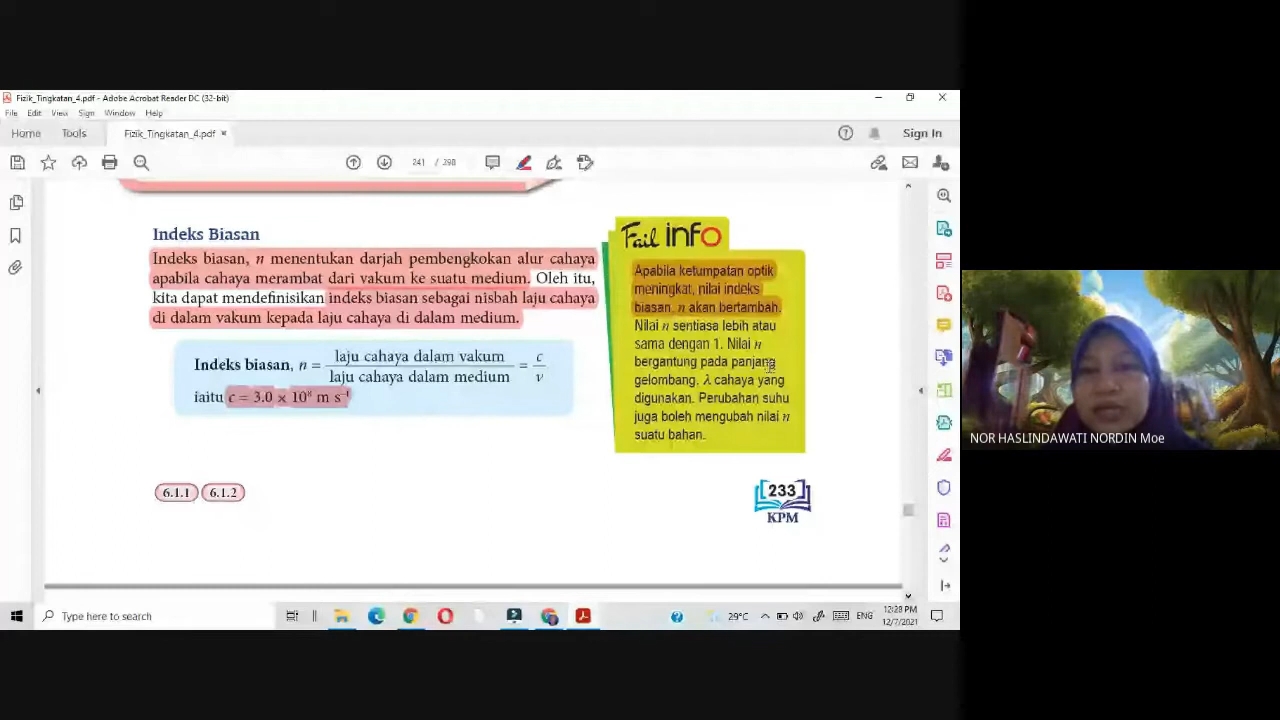 Fizik_Tingkatan_4.pdf - Adobe Acrobat Reader DC (32-bit)
File Edit View Sign Window Help
Home Tools Fizik_Tingkatan_4.pdf × Sign In
241 / 298
Indeks Biasan
Indeks biasan, n menentukan darjah pembengkokan alur cahaya
apabila cahaya merambat dari vakum ke suatu medium. Oleh itu,
kita dapat mendefinisikan indeks biasan sebagai nisbah laju cahaya
di dalam vakum kepada laju cahaya di dalam medium.
Indeks biasan, n = laju cahaya dalam vakum / laju cahaya dalam medium = c / v
iaitu c = 3.0 × 10⁸ m s⁻¹
Fail info
Apabila ketumpatan optik
meningkat, nilai indeks
biasan, n akan bertambah.
Nilai n sentiasa lebih atau
sama dengan 1. Nilai n
bergantung pada panjang
gelombang, λ cahaya yang
digunakan. Perubahan suhu
juga boleh mengubah nilai n
suatu bahan.
6.1.1 6.1.2
233
KPM
NOR HASLINDAWATI NORDIN Moe
Type here to search
29°C ENG
12:28 PM
12/7/2021